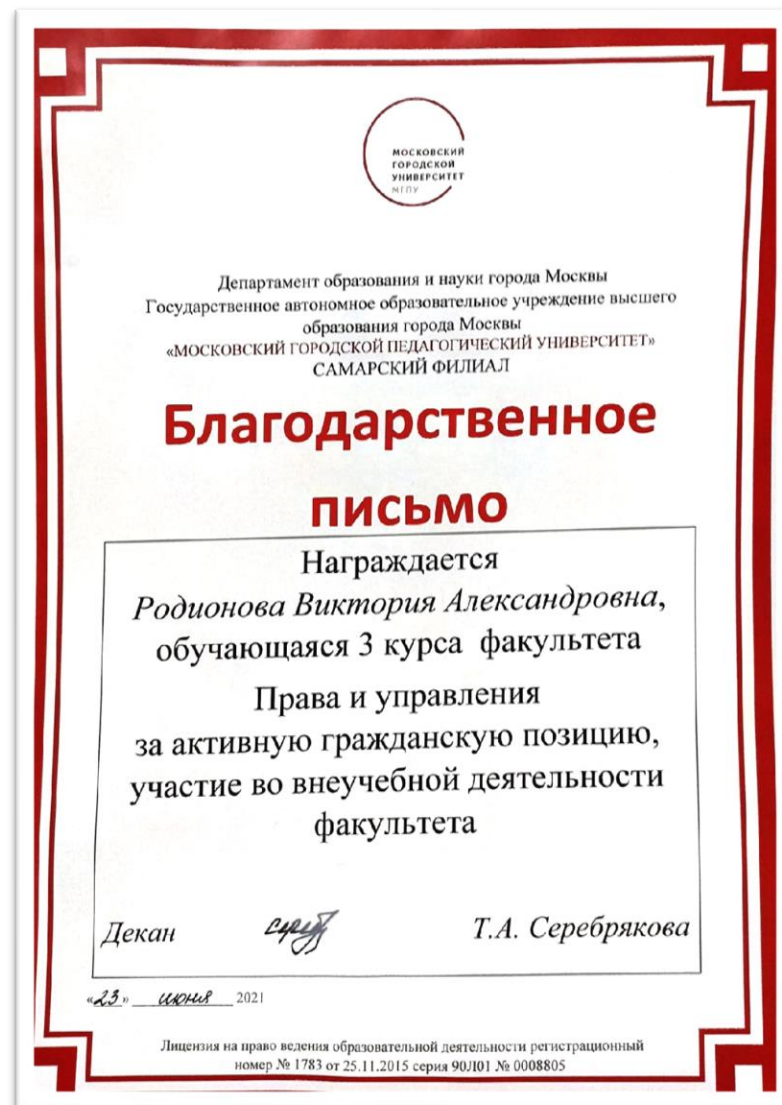 МОСКОВСКИЙ
ГОРОДСКОЙ
УНИВЕРСИТЕТ
МГПУ
Департамент образования и науки города Москвы
Государственное автономное образовательное учреждение высшего
образования города Москвы
«МОСКОВСКИЙ ГОРОДСКОЙ ПЕДАГОГИЧЕСКИЙ УНИВЕРСИТЕТ»
САМАРСКИЙ ФИЛИАЛ
Благодарственное
письмо
Награждается
Родионова Виктория Александровна,
обучающаяся 3 курса факультета
Права и управления
за активную гражданскую позицию,
участие во внеучебной деятельности
факультета
Декан Т.А. Серебрякова
«23» июня 2021
Лицензия на право ведения образовательной деятельности регистрационный
номер № 1783 от 25.11.2015 серия 90Л01 № 0008805